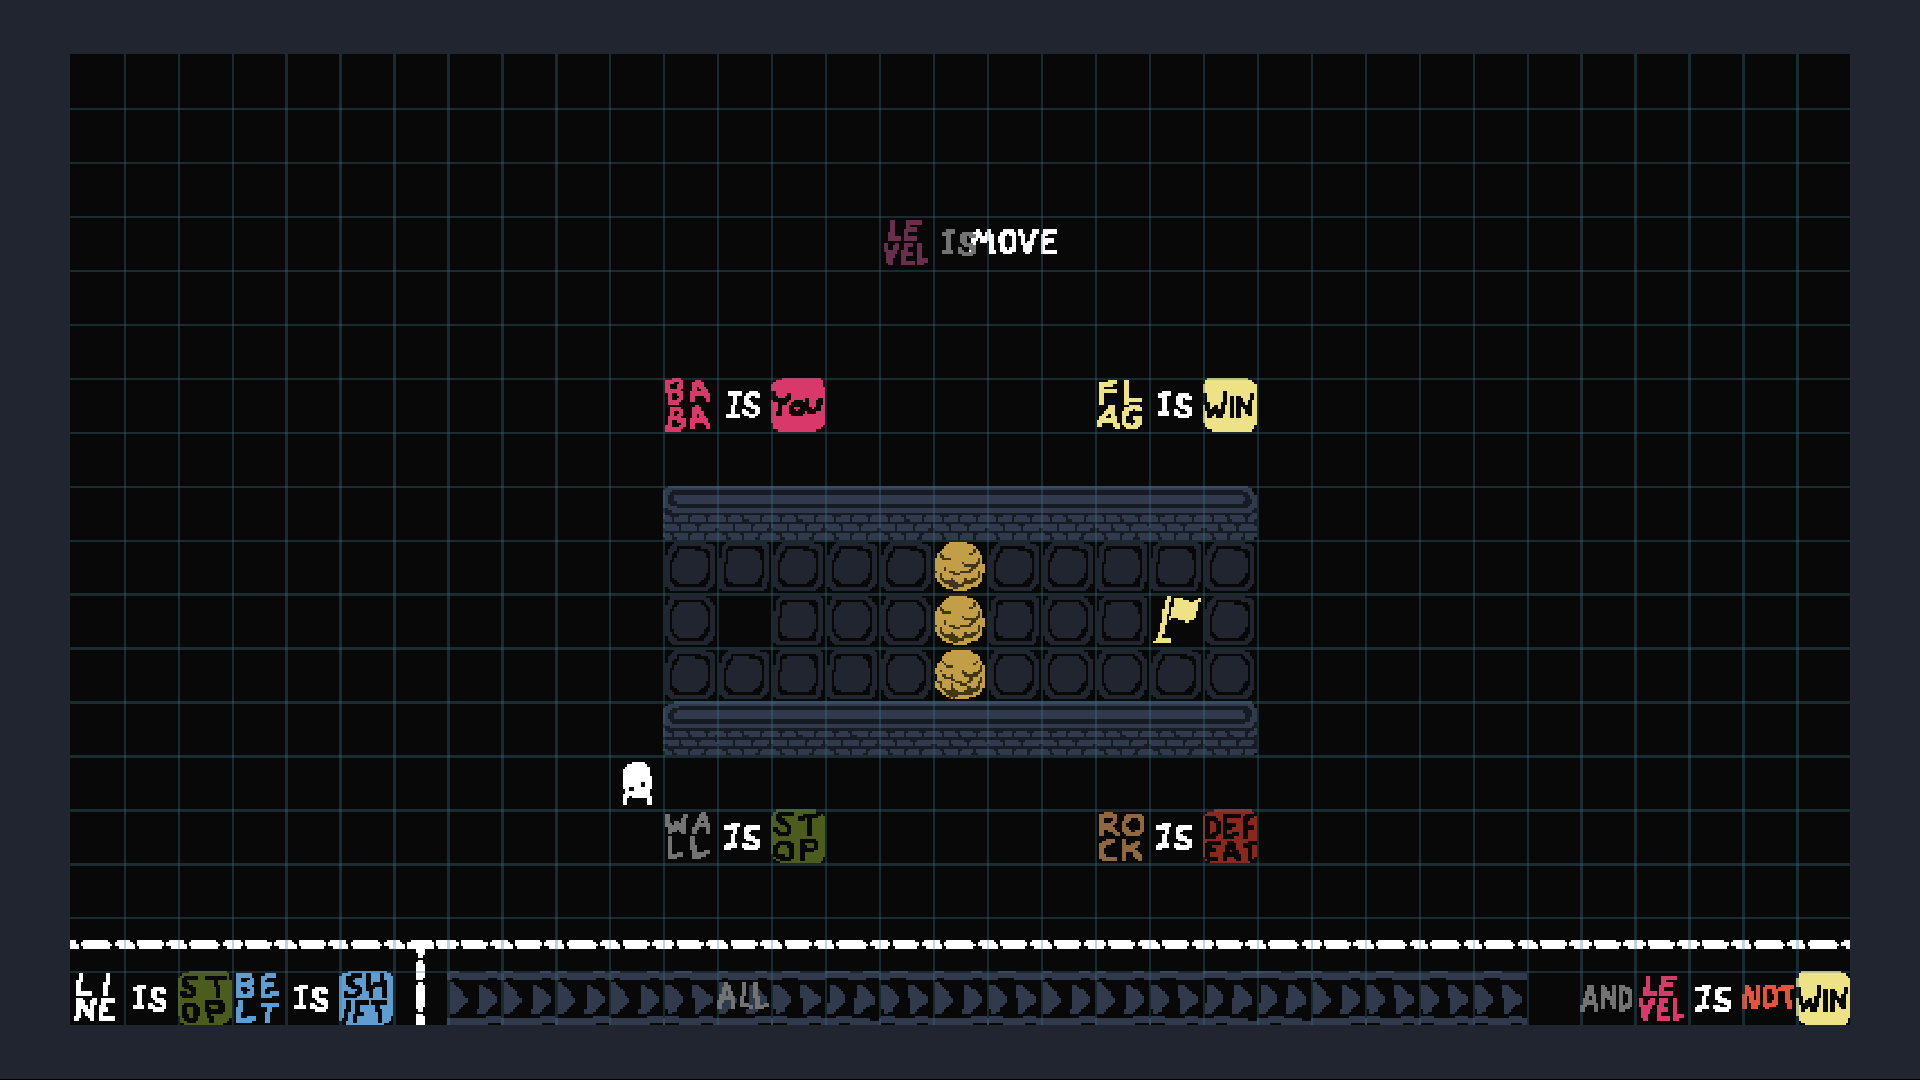 LEVEL IS MOVE
BABA IS YOU FLAG IS WIN
WALL IS STOP ROCK IS DEFEAT
LINE IS STOP BELT IS SHIFT ALL AND LEVEL IS NOT WIN